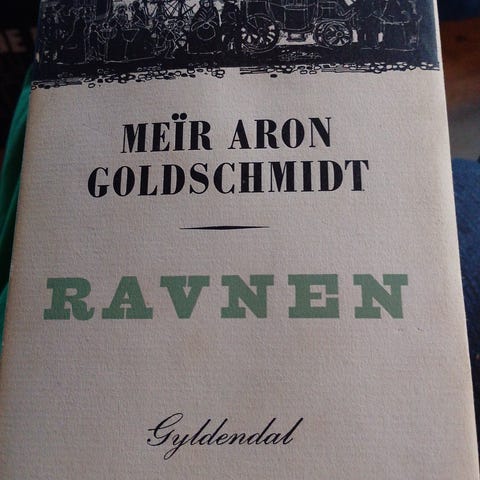 MEÏR ARON
GOLDSCHMIDT
RAVNEN
Gyldendal